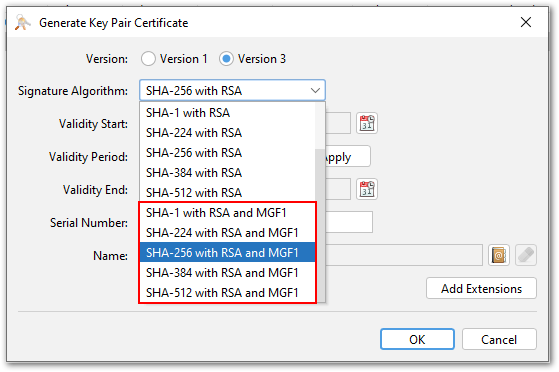 Generate Key Pair Certificate
Version: Version 1 Version 3
Signature Algorithm: SHA-256 with RSA
SHA-1 with RSA
Validity Start:
SHA-224 with RSA
SHA-256 with RSA
Validity Period:
SHA-384 with RSA
Validity End:
SHA-512 with RSA
Serial Number:
SHA-1 with RSA and MGF1
SHA-224 with RSA and MGF1
Name:
SHA-256 with RSA and MGF1
SHA-384 with RSA and MGF1
SHA-512 with RSA and MGF1
Add Extensions
OK Cancel